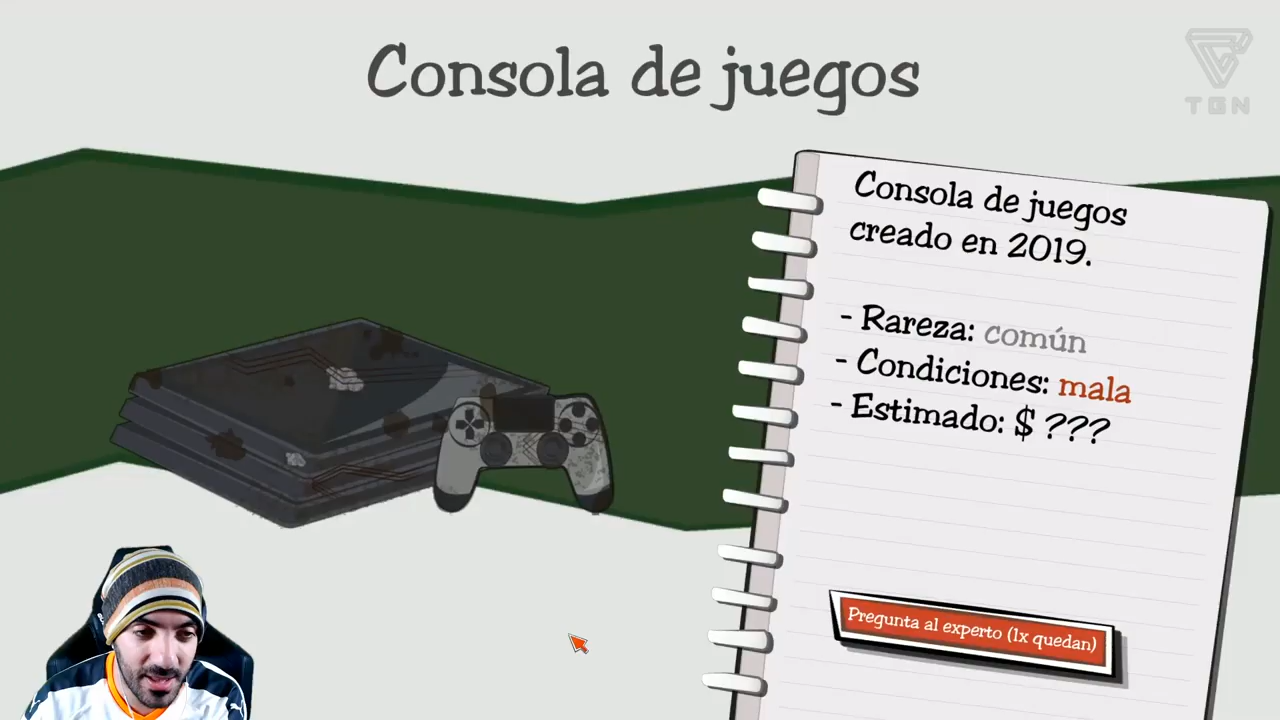 Consola de juegos
TGN
Consola de juegos
creado en 2019.
- Rareza: común
- Condiciones: mala
- Estimado: $ ???
Pregunta al experto (1x quedan)